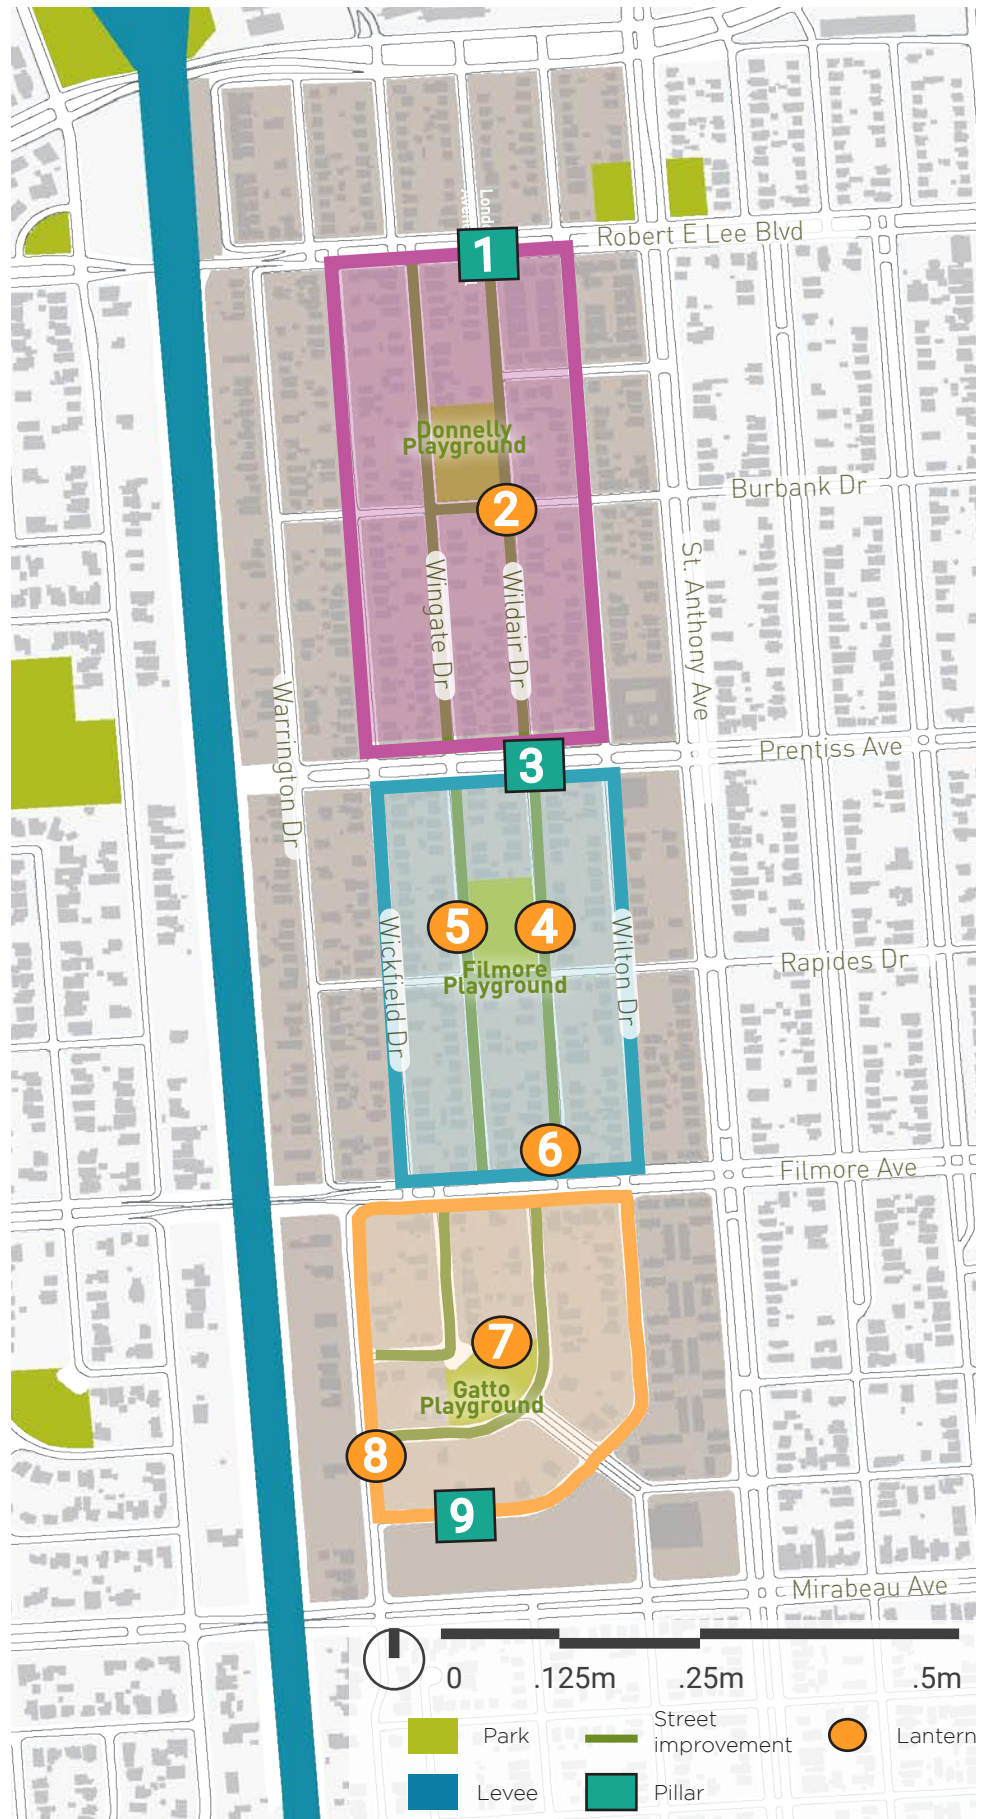 Robert E Lee Blvd
1
Donnelly
Playground
Burbank Dr
2
St. Anthony Ave
Wingate Dr
Wildair Dr
Warrington Dr
Prentiss Ave
3
5
4
Wickfield Dr
Wilton Dr
Rapides Dr
Filmore
Playground
6
Filmore Ave
7
Gatto
Playground
8
9
Mirabeau Ave
0 .125m .25m .5m
Park
Street
improvement
Lantern
Levee
Pillar